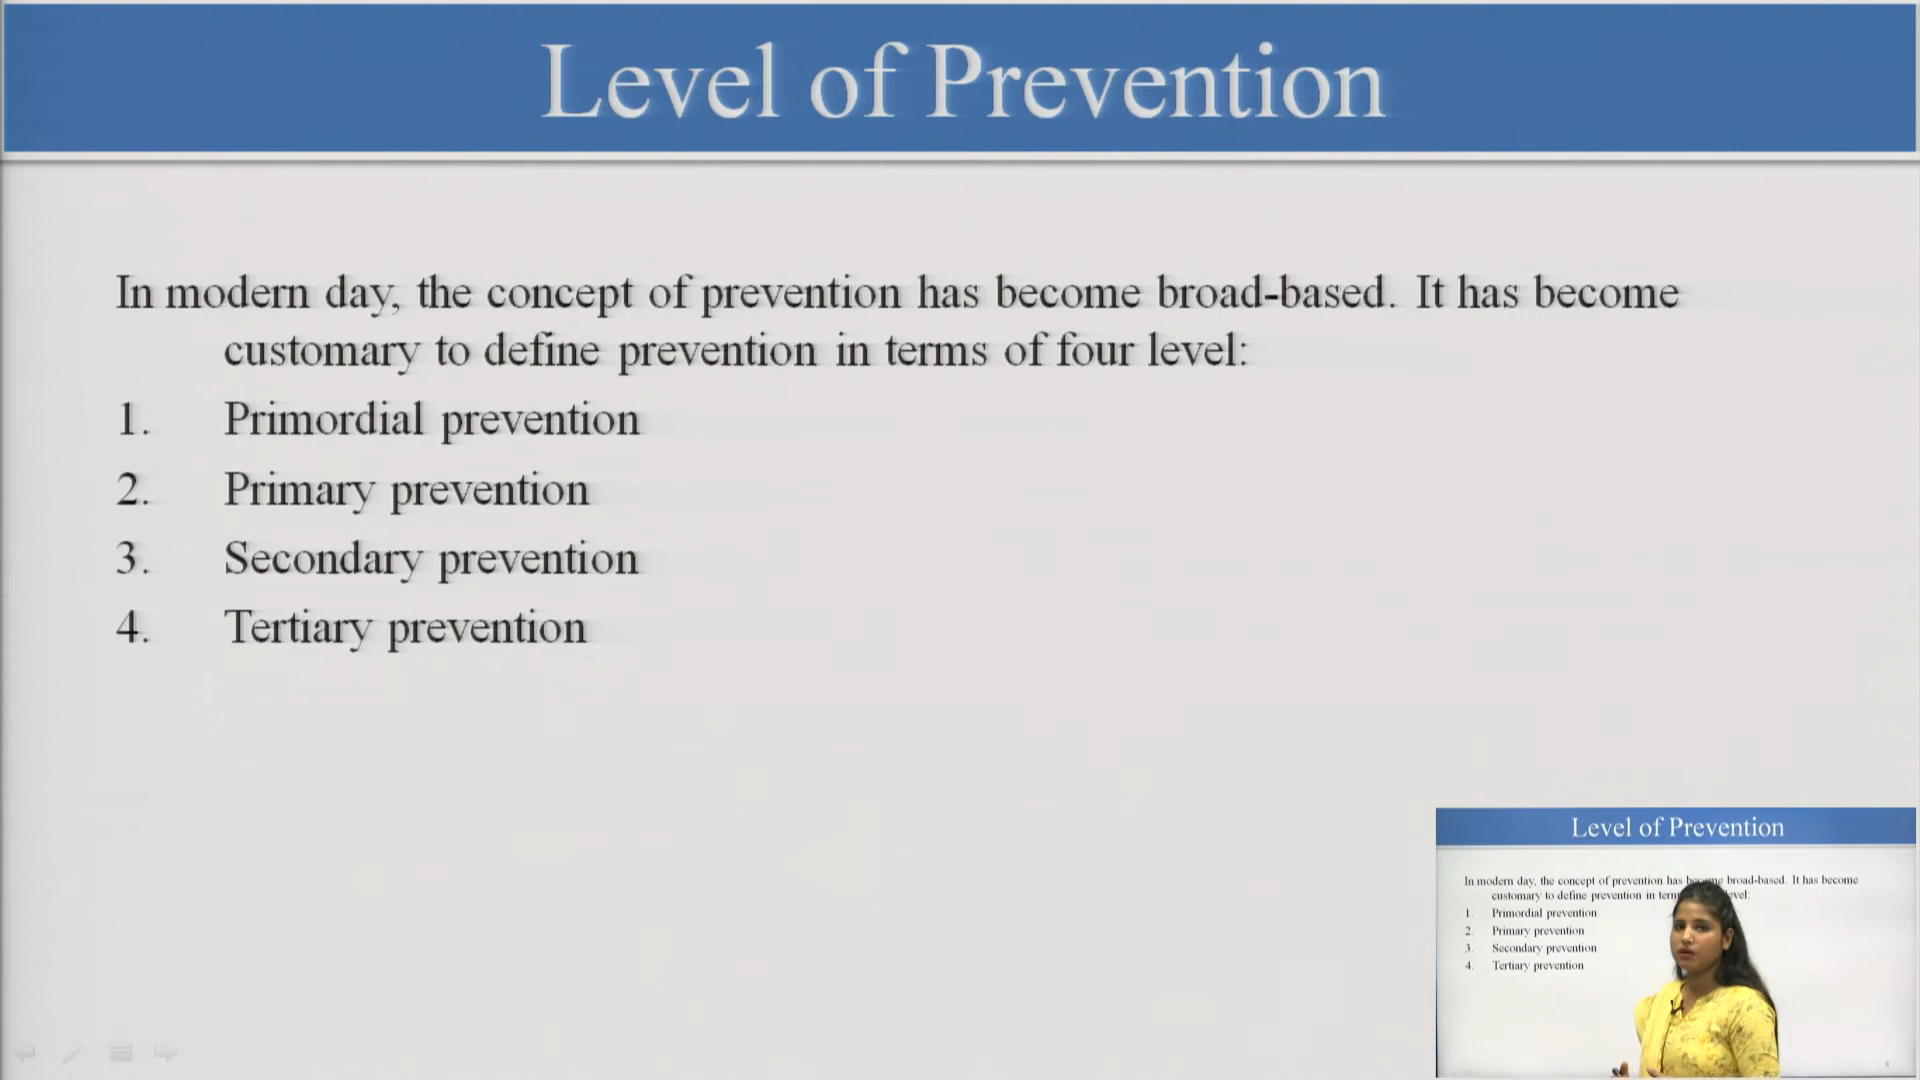 Level of Prevention
In modern day, the concept of prevention has become broad-based. It has become
customary to define prevention in terms of four level:
1. Primordial prevention
2. Primary prevention
3. Secondary prevention
4. Tertiary prevention
Level of Prevention
In modern day, the concept of prevention has become broad-based. It has become
customary to define prevention in level:
1. Primordial prevention
2. Primary prevention
3. Secondary prevention
4. Tertiary prevention